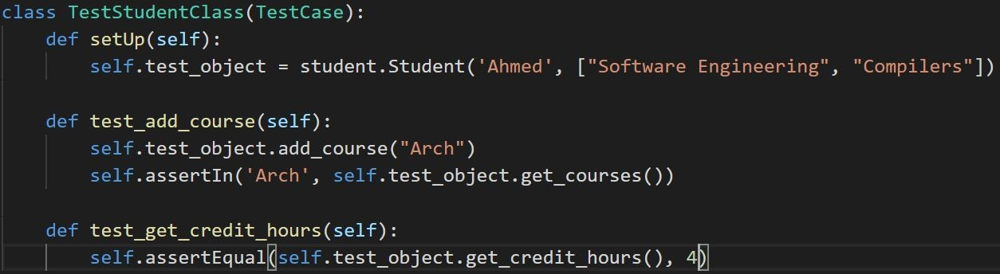 class TestStudentClass(TestCase):
    def setUp(self):
        self.test_object = student.Student('Ahmed', ["Software Engineering", "Compilers"])
    def test_add_course(self):
        self.test_object.add_course("Arch")
        self.assertIn('Arch', self.test_object.get_courses())
    def test_get_credit_hours(self):
        self.assertEqual(self.test_object.get_credit_hours(), 4)